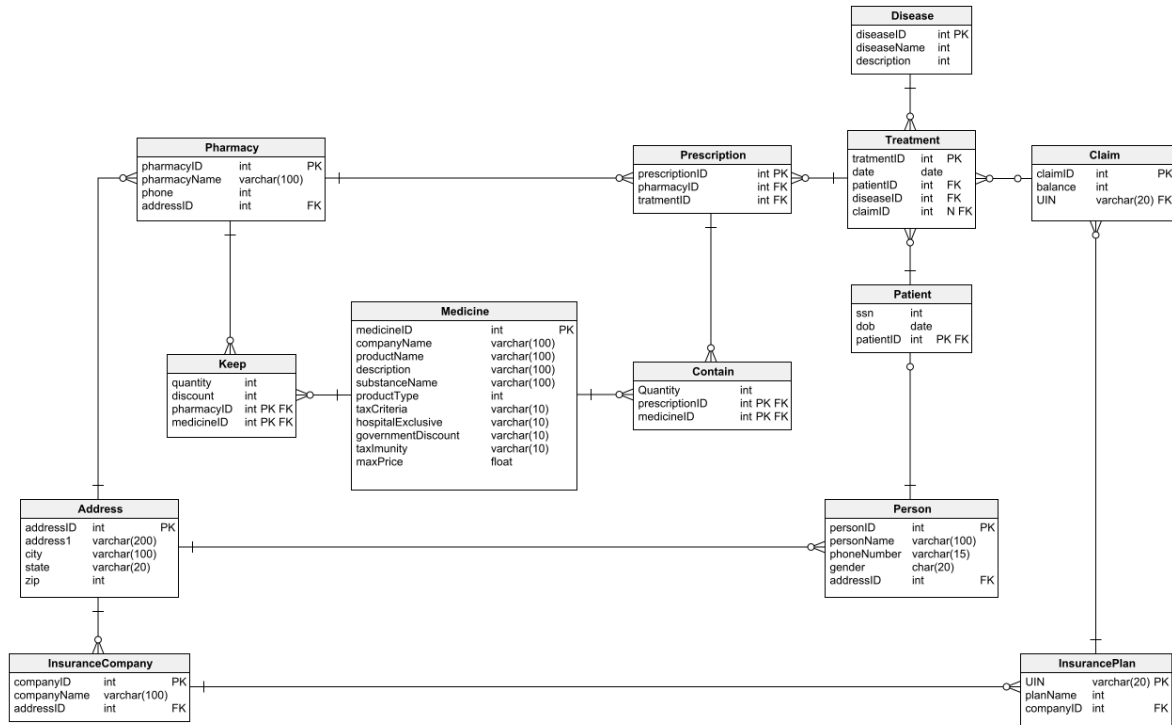 Disease
diseaseID int PK
diseaseName int
description int
Pharmacy
pharmacyID int PK
pharmacyName varchar(100)
phone int
addressID int FK
Prescription
prescriptionID int PK
pharmacyID int FK
tratmentID int FK
Treatment
tratmentID int PK
date date
patientID int FK
diseaseID int FK
claimID int N FK
Claim
claimID int PK
balance int
UIN varchar(20) FK
Patient
ssn int
dob date
patientID int PK FK
Medicine
medicineID int PK
companyName varchar(100)
productName varchar(100)
description varchar(100)
substanceName varchar(100)
productType int
taxCriteria varchar(10)
hospitalExclusive varchar(10)
governmentDiscount varchar(10)
taxImunity varchar(10)
maxPrice float
Keep
quantity int
discount int
pharmacyID int PK FK
medicineID int PK FK
Contain
Quantity int
prescriptionID int PK FK
medicineID int PK FK
Address
addressID int PK
address1 varchar(200)
city varchar(100)
state varchar(20)
zip int
Person
personID int PK
personName varchar(100)
phoneNumber varchar(15)
gender char(20)
addressID int FK
InsuranceCompany
companyID int PK
companyName varchar(100)
addressID int FK
InsurancePlan
UIN varchar(20) PK
planName int
companyID int FK